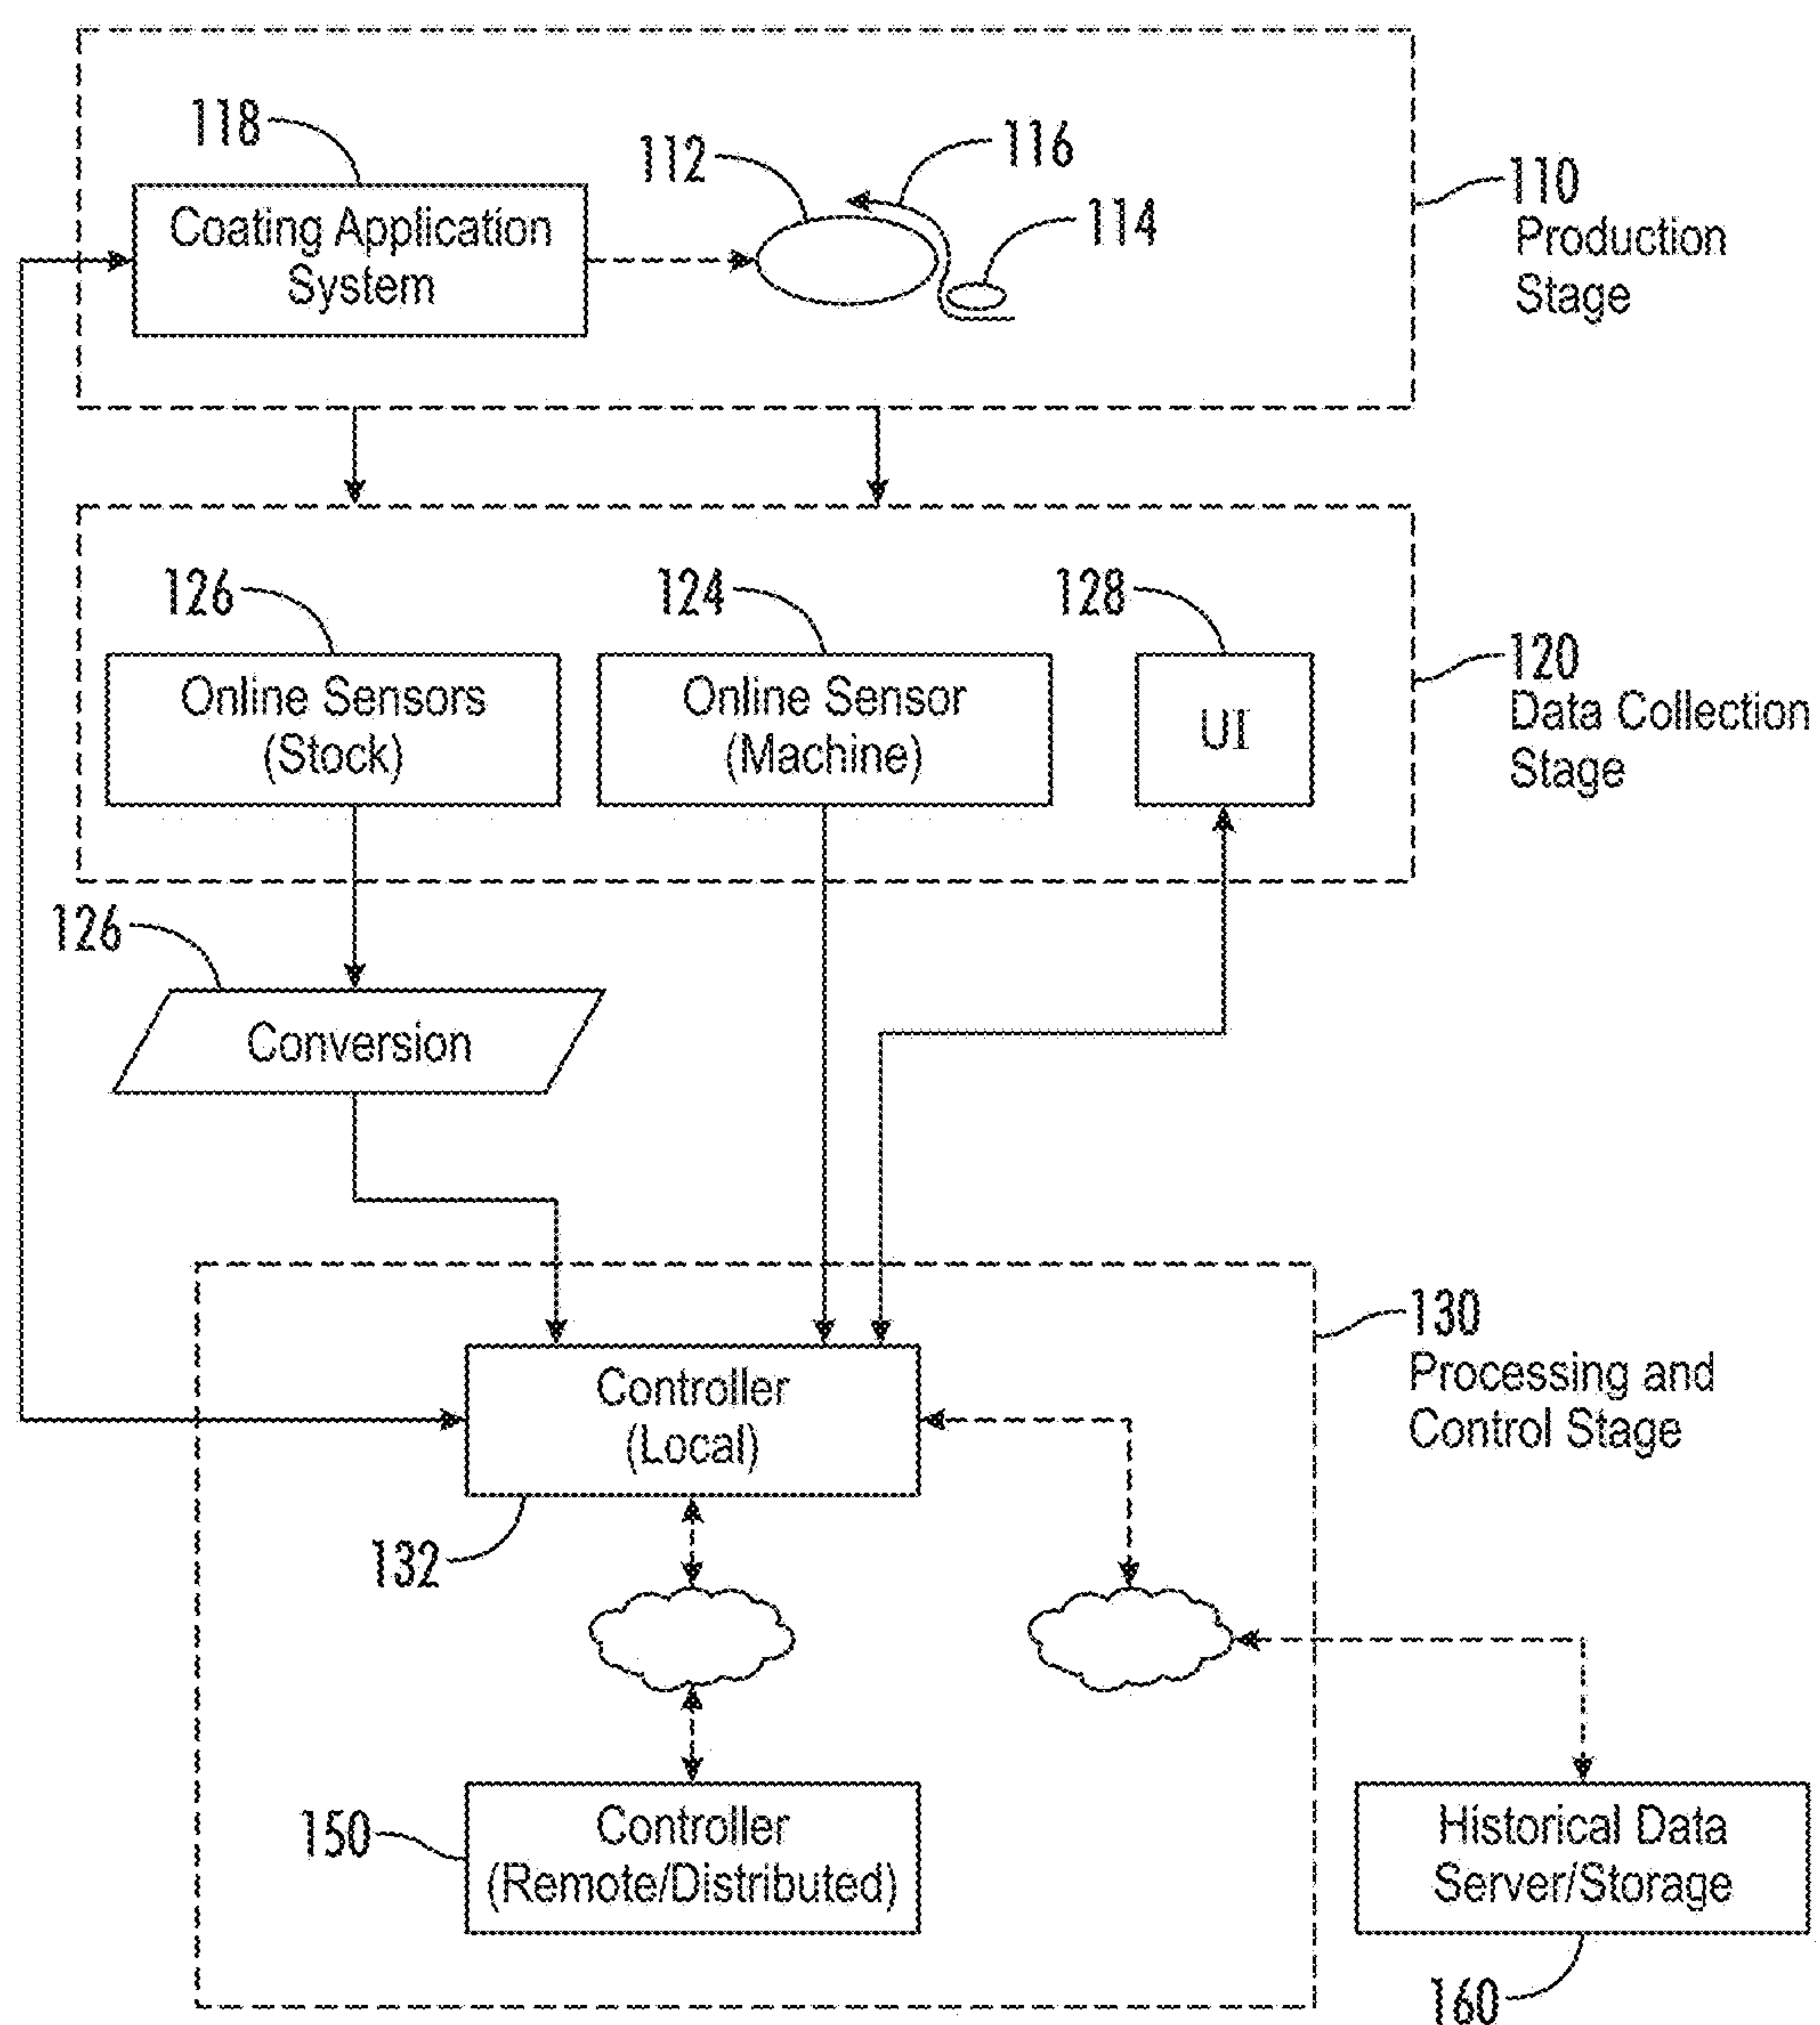 118
112
116
114
110
Production
Stage
Coating Application
System
126
124
128
120
Data Collection
Stage
Online Sensors
(Stock)
Online Sensor
(Machine)
UI
126
Conversion
130
Processing and
Control Stage
Controller
(Local)
132
150
Controller
(Remote/Distributed)
Historical Data
Server/Storage
160